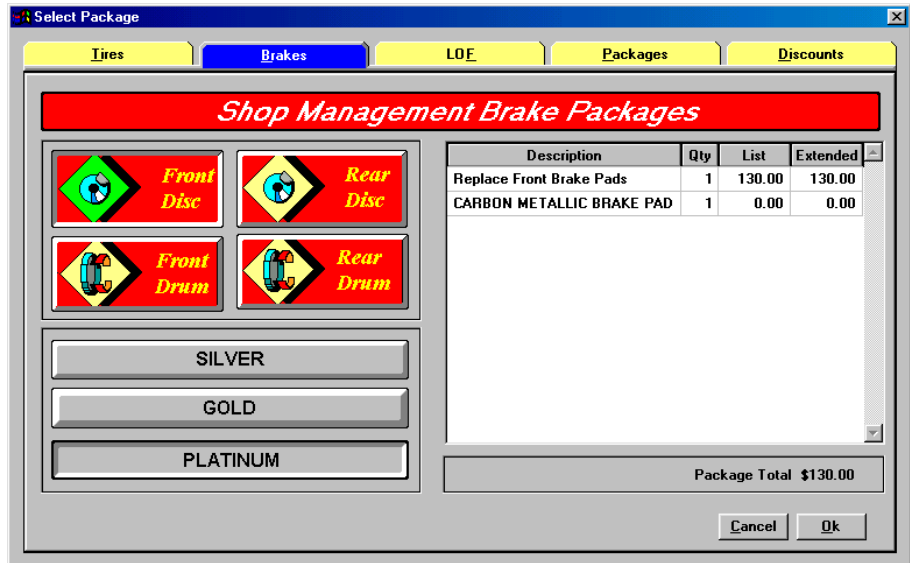 Select Package
Tires Brakes LOF Packages Discounts
Shop Management Brake Packages
Front Disc
Rear Disc
Front Drum
Rear Drum
SILVER
GOLD
PLATINUM
Description Qty List Extended
Replace Front Brake Pads 1 130.00 130.00
CARBON METALLIC BRAKE PAD 1 0.00 0.00
Package Total $130.00
Cancel Ok